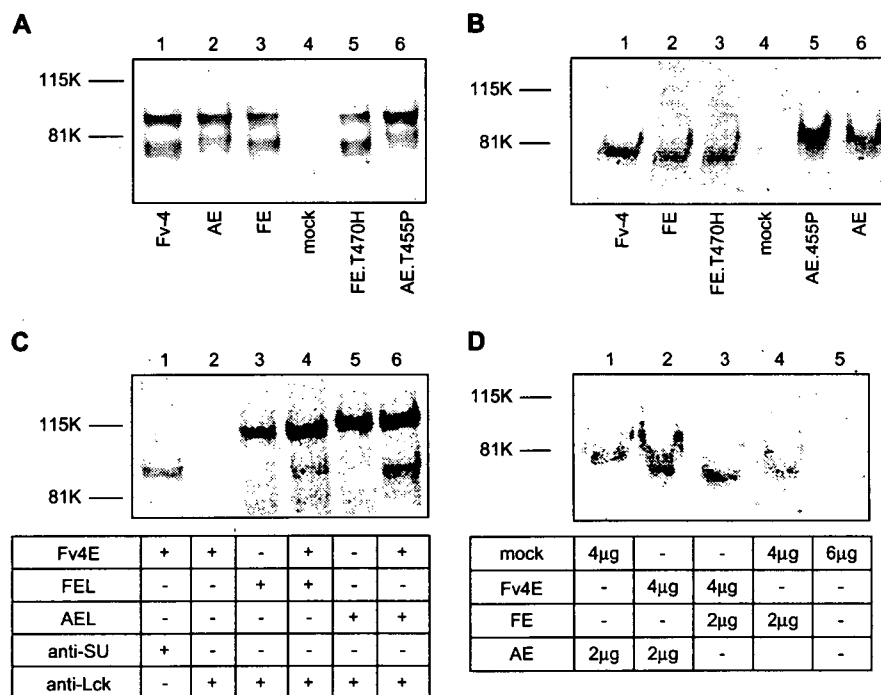 A
1 2 3 4 5 6
115K
81K
Fv-4 AE FE mock FE.T470H AE.T455P
B
1 2 3 4 5 6
115K
81K
Fv-4 FE FE.T470H mock AE.455P AE
C
1 2 3 4 5 6
115K
81K
Fv4E + + - + - +
FEL - - + + - -
AEL - - - - + +
anti-SU + - - - - -
anti-Lck - + + + + +
D
1 2 3 4 5
115K
81K
mock 4µg - - 4µg 6µg
Fv4E - 4µg 4µg - -
FE - - 2µg 2µg -
AE 2µg 2µg - - -